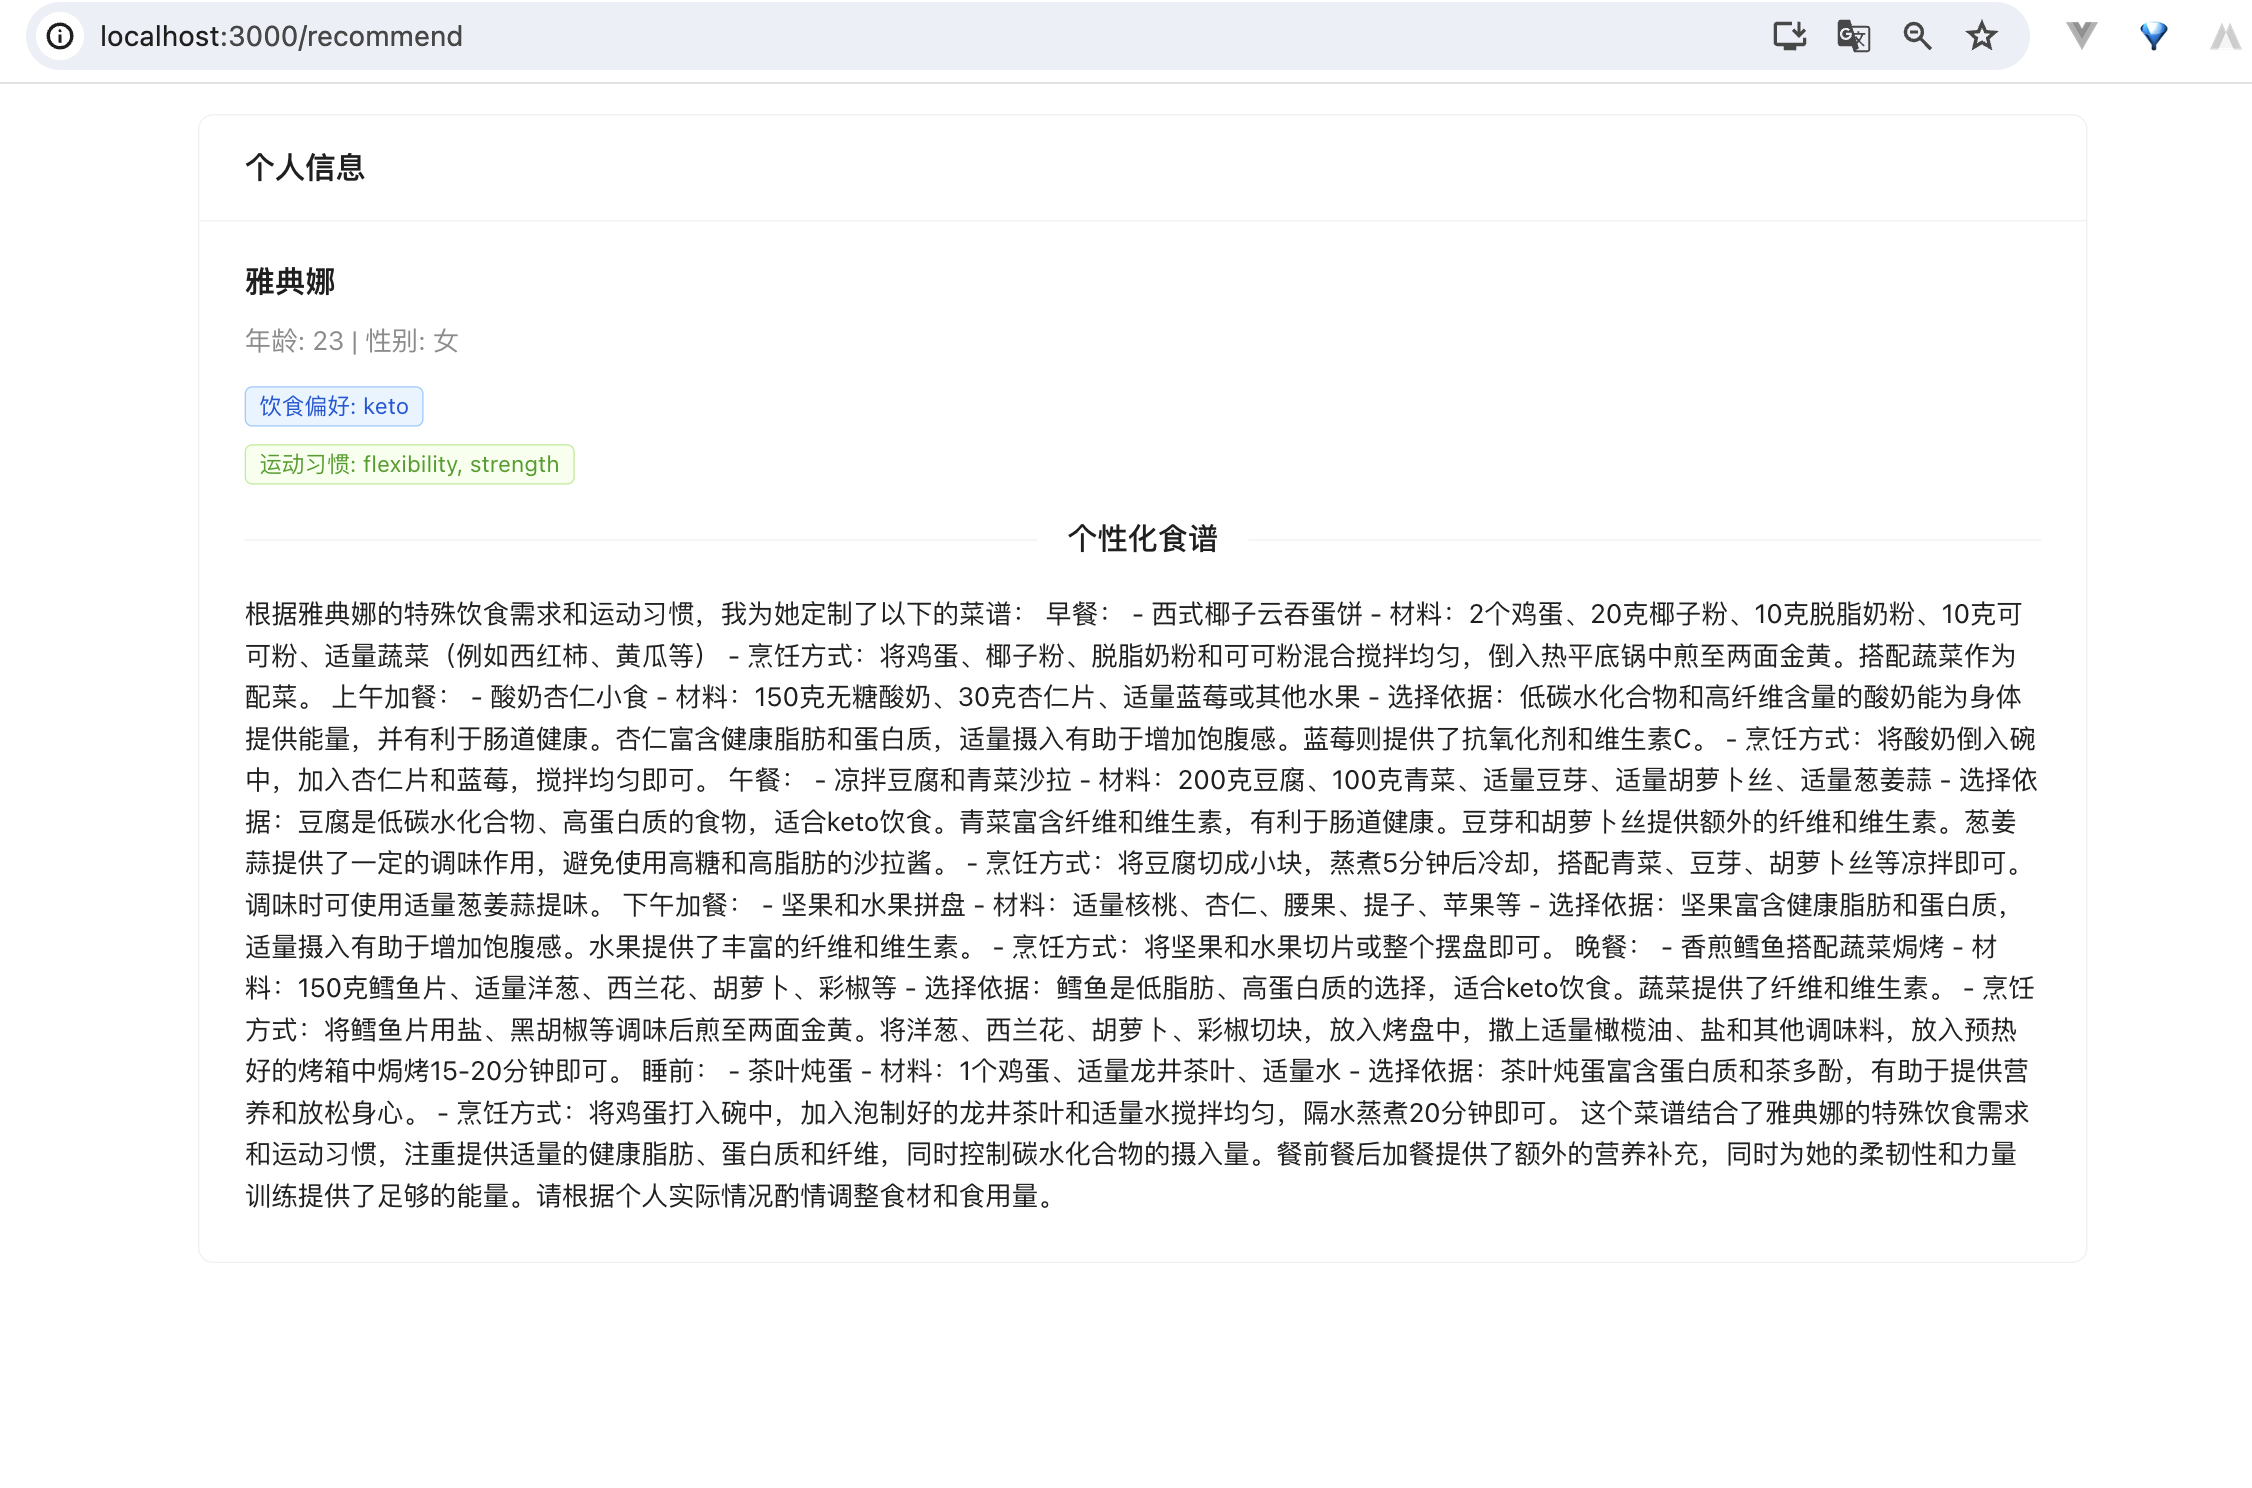 localhost:3000/recommend
个人信息
雅典娜
年龄: 23 | 性别: 女
饮食偏好: keto
运动习惯: flexibility, strength
个性化食谱
根据雅典娜的特殊饮食需求和运动习惯，我为她定制了以下的菜谱： 早餐： - 西式椰子云吞蛋饼 - 材料：2个鸡蛋、20克椰子粉、10克脱脂奶粉、10克可
可粉、适量蔬菜（例如西红柿、黄瓜等） - 烹饪方式：将鸡蛋、椰子粉、脱脂奶粉和可可粉混合搅拌均匀，倒入热平底锅中煎至两面金黄。搭配蔬菜作为
配菜。 上午加餐： - 酸奶杏仁小食 - 材料：150克无糖酸奶、30克杏仁片、适量蓝莓或其他水果 - 选择依据：低碳水化合物和高纤维含量的酸奶能为身体
提供能量，并有利于肠道健康。杏仁富含健康脂肪和蛋白质，适量摄入有助于增加饱腹感。蓝莓则提供了抗氧化剂和维生素C。 - 烹饪方式：将酸奶倒入碗
中，加入杏仁片和蓝莓，搅拌均匀即可。 午餐： - 凉拌豆腐和青菜沙拉 - 材料：200克豆腐、100克青菜、适量豆芽、适量胡萝卜丝、适量葱姜蒜 - 选择依
据：豆腐是低碳水化合物、高蛋白质的食物，适合keto饮食。青菜富含纤维和维生素，有利于肠道健康。豆芽和胡萝卜丝提供额外的纤维和维生素。葱姜
蒜提供了一定的调味作用，避免使用高糖和高脂肪的沙拉酱。 - 烹饪方式：将豆腐切成小块，蒸煮5分钟后冷却，搭配青菜、豆芽、胡萝卜丝等凉拌即可。
调味时可使用适量葱姜蒜提味。 下午加餐： - 坚果和水果拼盘 - 材料：适量核桃、杏仁、腰果、提子、苹果等 - 选择依据：坚果富含健康脂肪和蛋白质，
适量摄入有助于增加饱腹感。水果提供了丰富的纤维和维生素。 - 烹饪方式：将坚果和水果切片或整个摆盘即可。 晚餐： - 香煎鳕鱼搭配蔬菜焗烤 - 材
料：150克鳕鱼片、适量洋葱、西兰花、胡萝卜、彩椒等 - 选择依据：鳕鱼是低脂肪、高蛋白质的选择，适合keto饮食。蔬菜提供了纤维和维生素。 - 烹饪
方式：将鳕鱼片用盐、黑胡椒等调味后煎至两面金黄。将洋葱、西兰花、胡萝卜、彩椒切块，放入烤盘中，撒上适量橄榄油、盐和其他调味料，放入预热
好的烤箱中焗烤15-20分钟即可。 睡前： - 茶叶炖蛋 - 材料：1个鸡蛋、适量龙井茶叶、适量水 - 选择依据：茶叶炖蛋富含蛋白质和茶多酚，有助于提供营
养和放松身心。 - 烹饪方式：将鸡蛋打入碗中，加入泡制好的龙井茶叶和适量水搅拌均匀，隔水蒸煮20分钟即可。 这个菜谱结合了雅典娜的特殊饮食需求
和运动习惯，注重提供适量的健康脂肪、蛋白质和纤维，同时控制碳水化合物的摄入量。餐前餐后加餐提供了额外的营养补充，同时为她的柔韧性和力量
训练提供了足够的能量。请根据个人实际情况酌情调整食材和食用量。